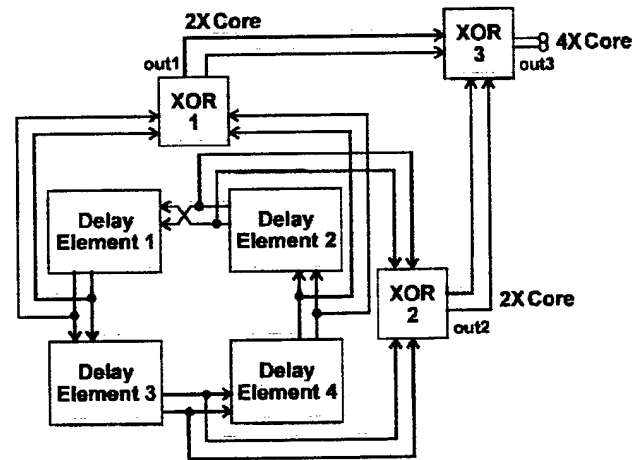 2X Core
out1
XOR
3
4X Core
out3
XOR
1
Delay
Element 1
Delay
Element 2
XOR
2
2X Core
out2
Delay
Element 3
Delay
Element 4